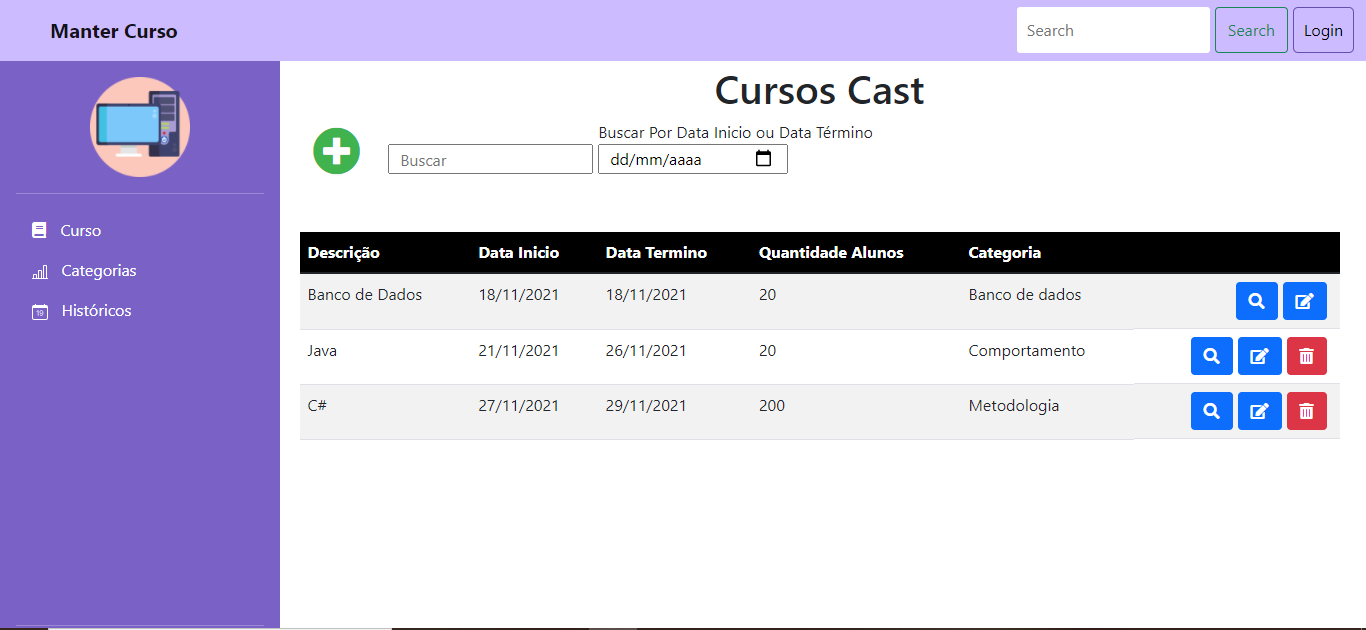 Manter Curso
Search
Search
Login
Curso
Categorias
19
Históricos
Cursos Cast
Buscar Por Data Inicio ou Data Término
Buscar
dd/mm/aaaa
Descrição Data Inicio Data Termino Quantidade Alunos Categoria
Banco de Dados 18/11/2021 18/11/2021 20 Banco de dados
Java 21/11/2021 26/11/2021 20 Comportamento
C# 27/11/2021 29/11/2021 200 Metodologia